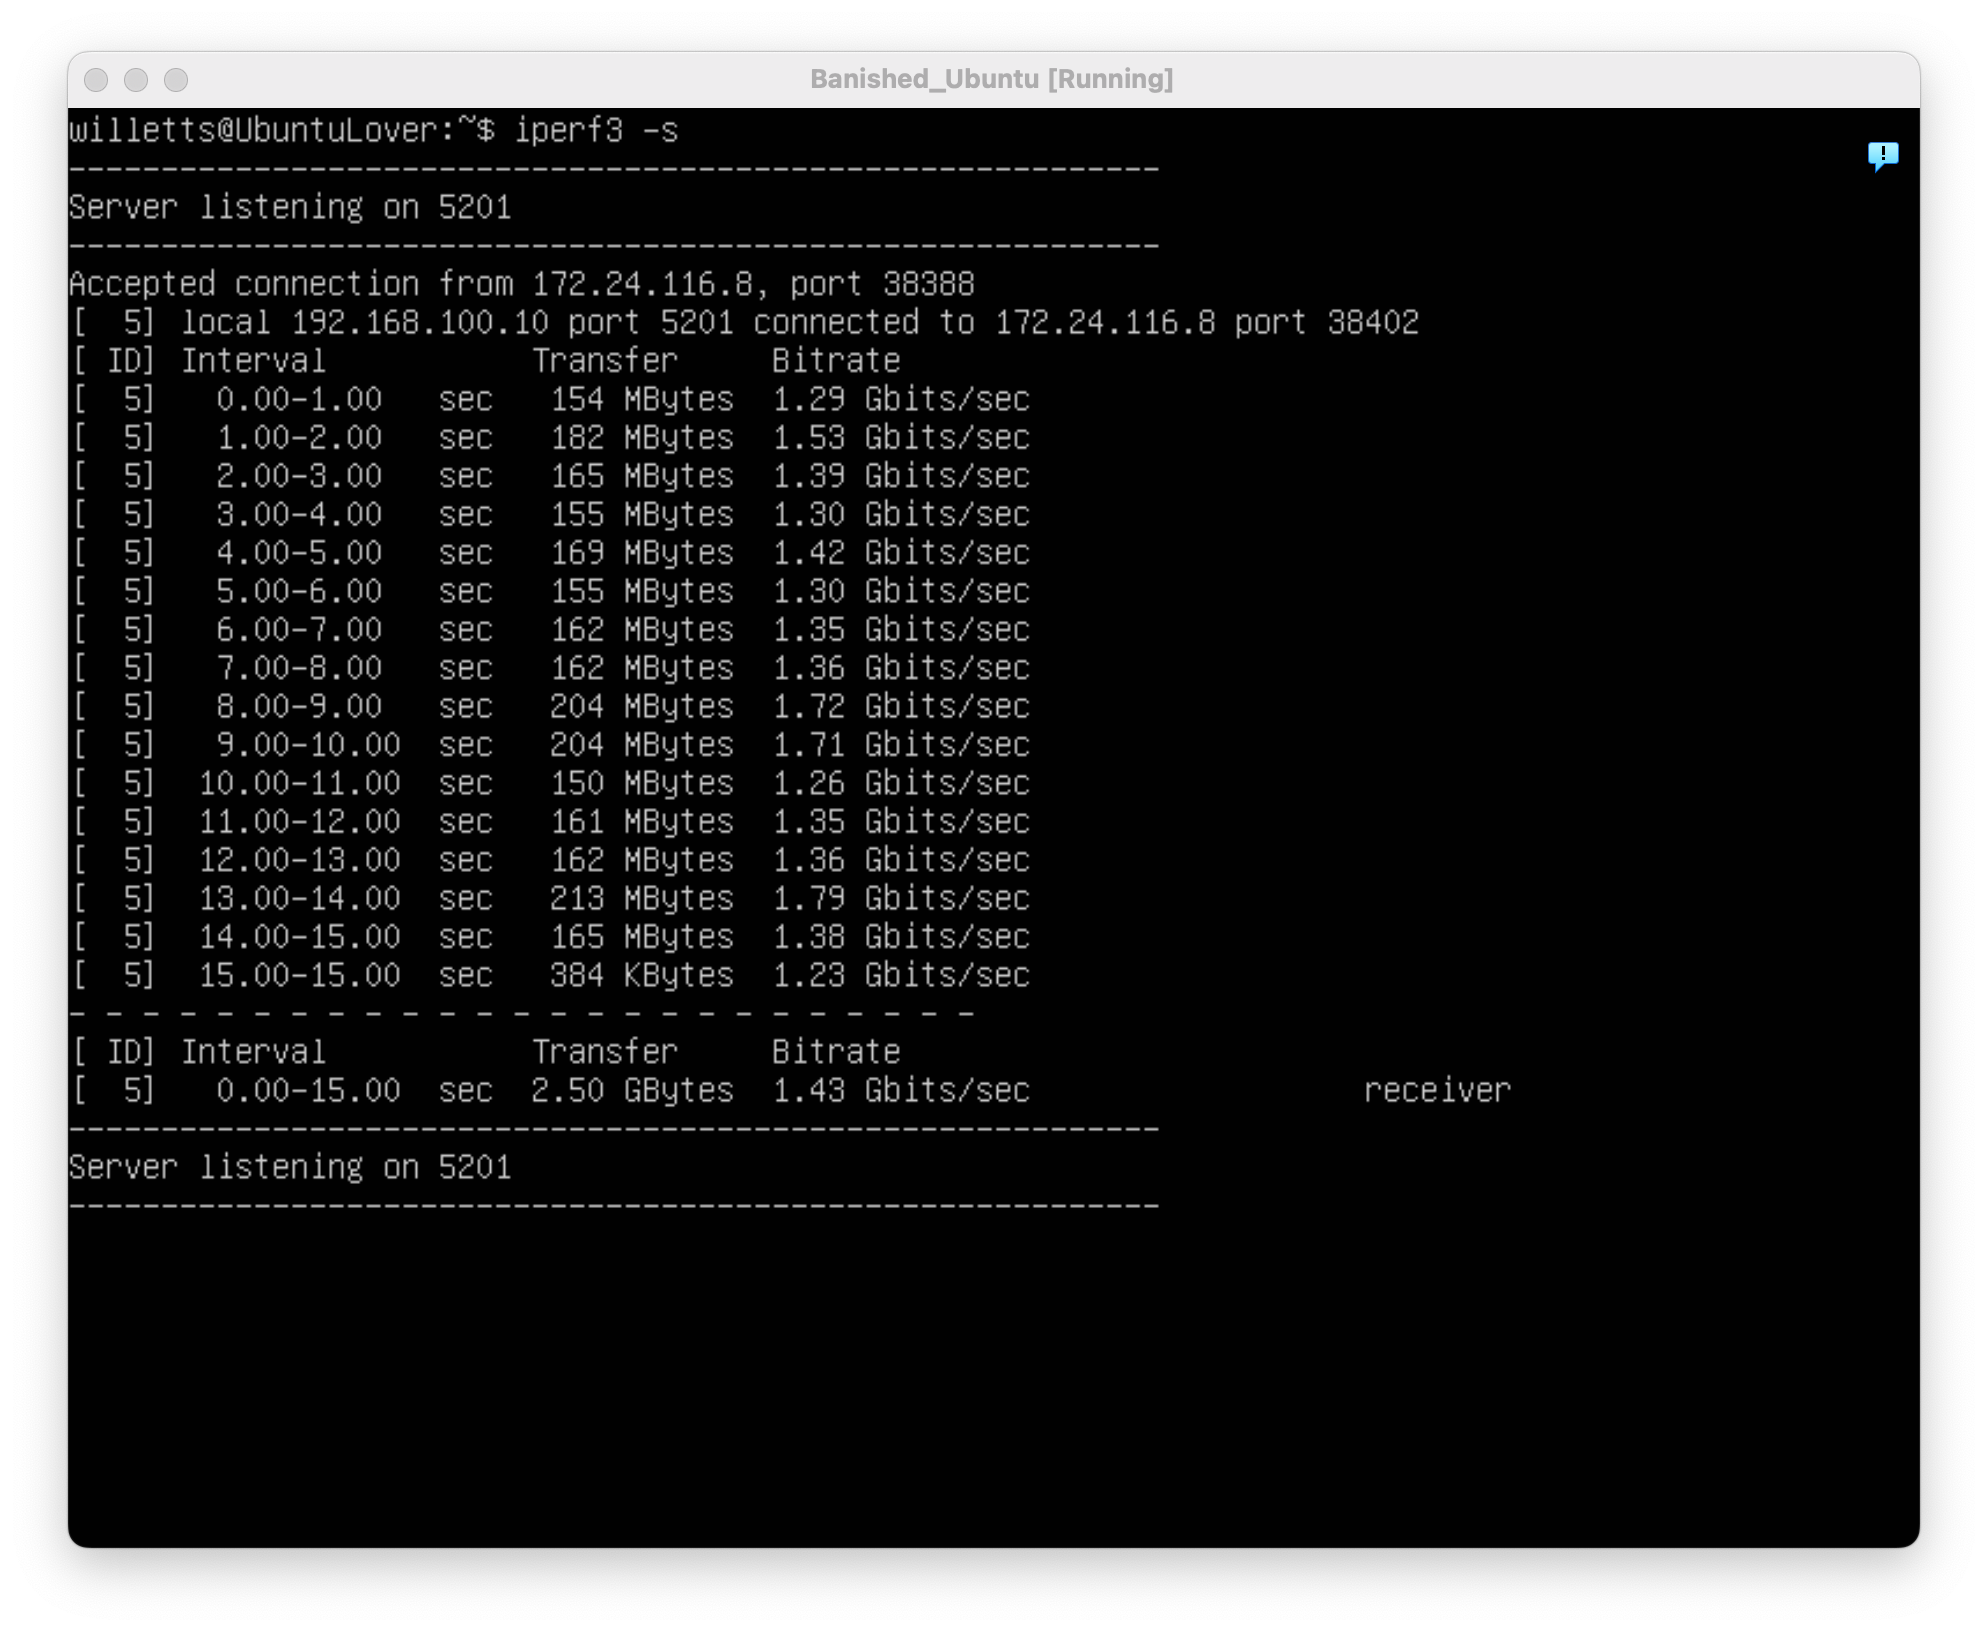 Banished_Ubuntu [Running]
willetts@UbuntuLover:~$ iperf3 -s
-----------------------------------------------------------
Server listening on 5201
-----------------------------------------------------------
Accepted connection from 172.24.116.8, port 38388
[  5] local 192.168.100.10 port 5201 connected to 172.24.116.8 port 38402
[ ID] Interval           Transfer     Bitrate
[  5]   0.00-1.00   sec   154 MBytes  1.29 Gbits/sec
[  5]   1.00-2.00   sec   182 MBytes  1.53 Gbits/sec
[  5]   2.00-3.00   sec   165 MBytes  1.39 Gbits/sec
[  5]   3.00-4.00   sec   155 MBytes  1.30 Gbits/sec
[  5]   4.00-5.00   sec   169 MBytes  1.42 Gbits/sec
[  5]   5.00-6.00   sec   155 MBytes  1.30 Gbits/sec
[  5]   6.00-7.00   sec   162 MBytes  1.35 Gbits/sec
[  5]   7.00-8.00   sec   162 MBytes  1.36 Gbits/sec
[  5]   8.00-9.00   sec   204 MBytes  1.72 Gbits/sec
[  5]   9.00-10.00  sec   204 MBytes  1.71 Gbits/sec
[  5]  10.00-11.00  sec   150 MBytes  1.26 Gbits/sec
[  5]  11.00-12.00  sec   161 MBytes  1.35 Gbits/sec
[  5]  12.00-13.00  sec   162 MBytes  1.36 Gbits/sec
[  5]  13.00-14.00  sec   213 MBytes  1.79 Gbits/sec
[  5]  14.00-15.00  sec   165 MBytes  1.38 Gbits/sec
[  5]  15.00-15.00  sec   384 KBytes  1.23 Gbits/sec
- - - - - - - - - - - - - - - - - - - - - - - - -
[ ID] Interval           Transfer     Bitrate
[  5]   0.00-15.00  sec  2.50 GBytes  1.43 Gbits/sec                  receiver
-----------------------------------------------------------
Server listening on 5201
-----------------------------------------------------------